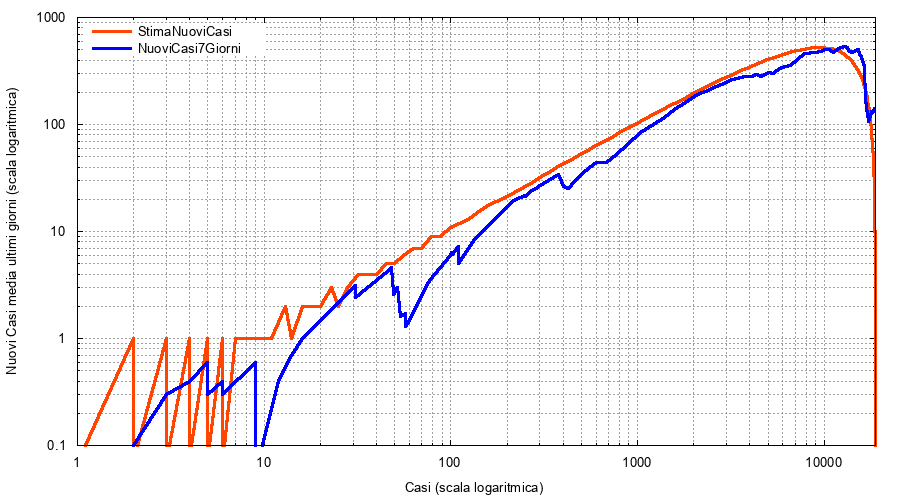 1000
100
10
1
0.1
1
10
100
1000
10000
StimaNuoviCasi
NuoviCasi7Giorni
Nuovi Casi media ultimi giorni (scala logaritmica)
Casi (scala logaritmica)